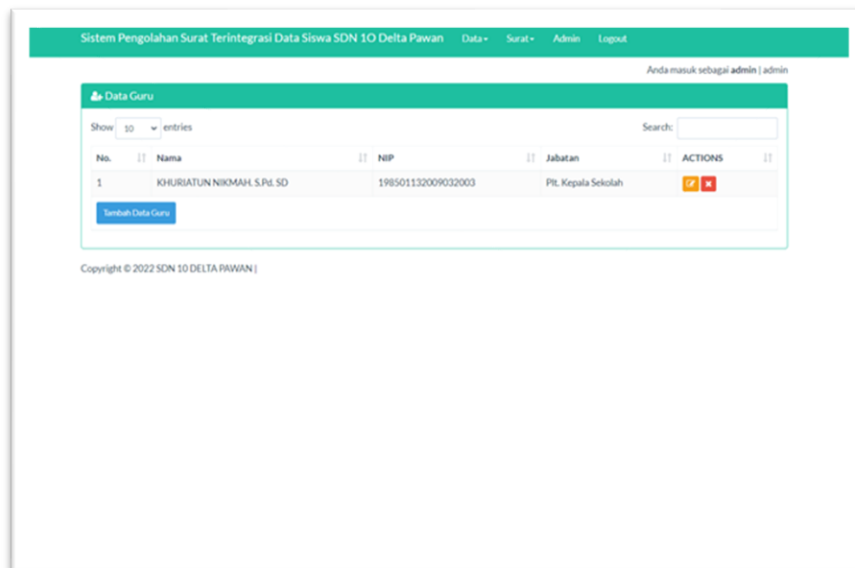 Sistem Pengolahan Surat Terintegrasi Data Siswa SDN 1O Delta Pawan Data Surat Admin Logout
Anda masuk sebagai admin | admin
Data Guru
Show 10 entries Search:
No. Nama NIP Jabatan ACTIONS
1 KHURIATUN NIKMAH. S.Pd. SD 198501132009032003 Plt. Kepala Sekolah
Tambah Data Guru
Copyright © 2022 SDN 10 DELTA PAWAN |